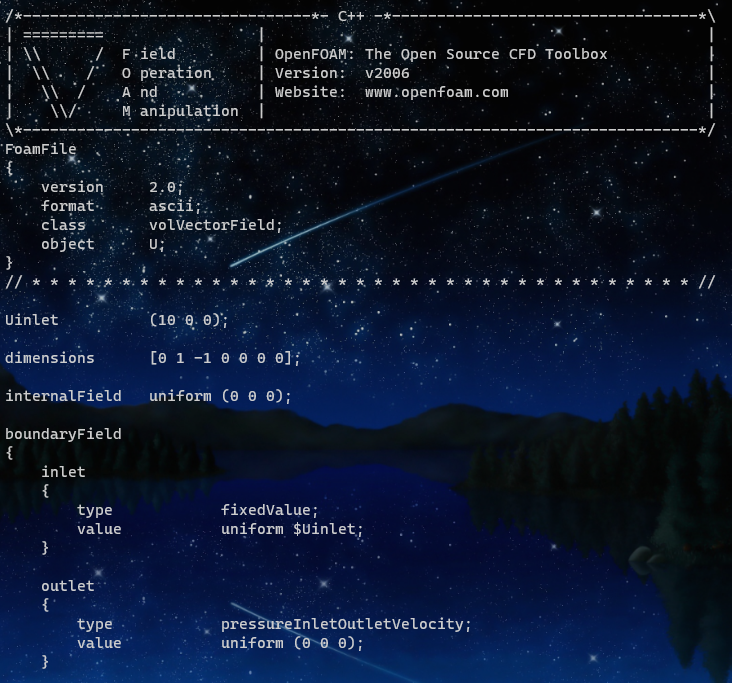 /*--------------------------------*- C++ -*----------------------------------*\
| =========                 |                                                 |
| \\      /  F ield         | OpenFOAM: The Open Source CFD Toolbox           |
|  \\    /   O peration     | Version:  v2006                                 |
|   \\  /    A nd           | Website:  www.openfoam.com                      |
|    \\/     M anipulation  |                                                 |
\*---------------------------------------------------------------------------*/
FoamFile
{
    version     2.0;
    format      ascii;
    class       volVectorField;
    object      U;
}
// * * * * * * * * * * * * * * * * * * * * * * * * * * * * * * * * * * * * * //

Uinlet          (10 0 0);

dimensions      [0 1 -1 0 0 0 0];

internalField   uniform (0 0 0);

boundaryField
{
    inlet
    {
        type            fixedValue;
        value           uniform $Uinlet;
    }

    outlet
    {
        type            pressureInletOutletVelocity;
        value           uniform (0 0 0);
    }